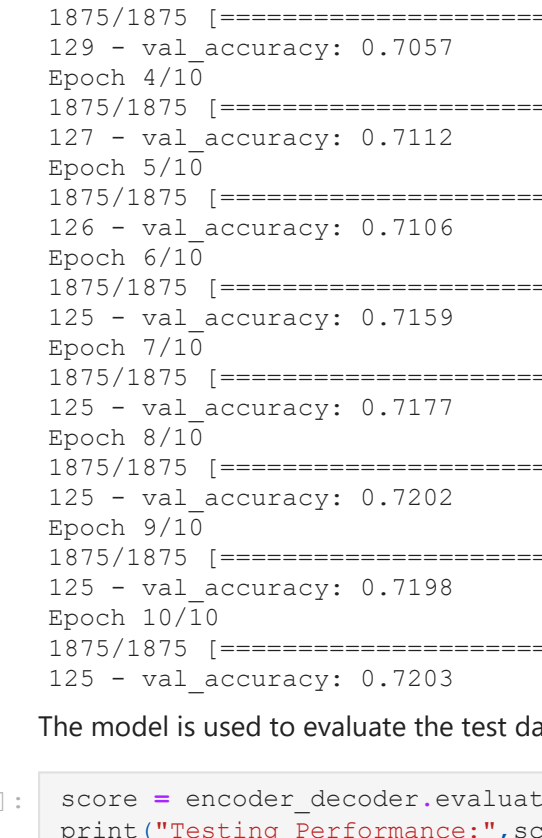 1875/1875 [=====================
129 - val_accuracy: 0.7057
Epoch 4/10
1875/1875 [=====================
127 - val_accuracy: 0.7112
Epoch 5/10
1875/1875 [=====================
126 - val_accuracy: 0.7106
Epoch 6/10
1875/1875 [=====================
125 - val_accuracy: 0.7159
Epoch 7/10
1875/1875 [=====================
125 - val_accuracy: 0.7177
Epoch 8/10
1875/1875 [=====================
125 - val_accuracy: 0.7202
Epoch 9/10
1875/1875 [=====================
125 - val_accuracy: 0.7198
Epoch 10/10
1875/1875 [=====================
125 - val_accuracy: 0.7203
The model is used to evaluate the test da
]: score = encoder_decoder.evaluat
print("Testing Performance:",sc